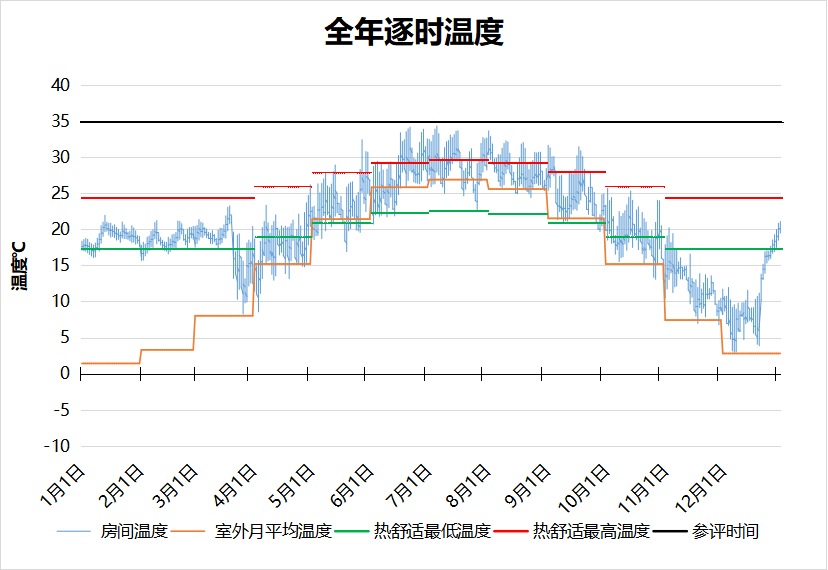 全年逐时温度
40
35
30
25
20
15
10
5
0
-5
-10
温度℃
1月1日
2月1日
3月1日
4月1日
5月1日
6月1日
7月1日
8月1日
9月1日
10月1日
11月1日
12月1日
房间温度 室外月平均温度 热舒适最低温度 热舒适最高温度 参评时间